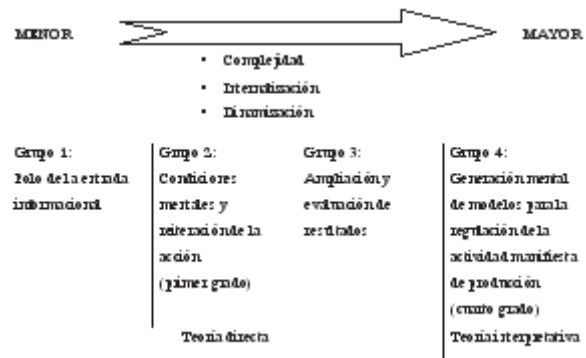 MENOR
MAYOR
• Complejidad
• Internalización
• Dinamización
Grupo 1:
Polo de la entrada
informacional
Grupo 2:
Condiciones
mentales y
reiteración de la
acción
(primer grado)
Grupo 3:
Ampliación y
evaluación de
resultados
Grupo 4:
Generación mental
de modelos para la
regulación de la
actividad manifiesta
de producción
(cuarto grado)
Teoría directa
Teoría interpretativa